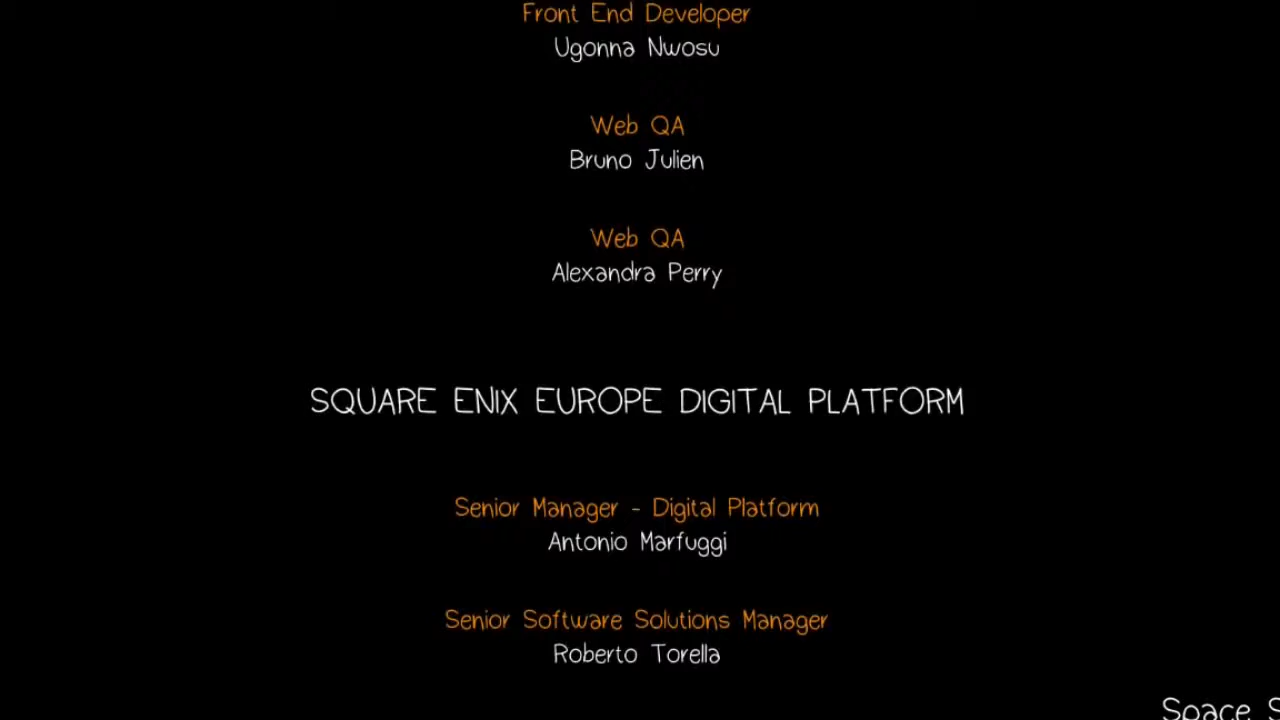 Front End Developer
Ugonna Nwosu
Web QA
Bruno Julien
Web QA
Alexandra Perry
SQUARE ENIX EUROPE DIGITAL PLATFORM
Senior Manager - Digital Platform
Antonio Marfuggi
Senior Software Solutions Manager
Roberto Torella
Space